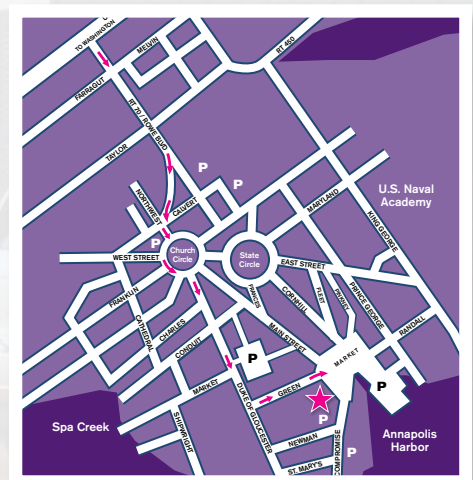 TO WASHINGTON
MELVIN
RT 450
FARRAGUT
RT 70 / ROWE BLVD
TAYLOR
P
P
NORTHWEST
CALVERT
MARYLAND
U.S. Naval
Academy
KING GEORGE
P
WEST STREET
Church
Circle
State
Circle
EAST STREET
FRANKLIN
CATHEDRAL
FRANCIS
CORNHILL
FLEET
PINKNEY
PRINCE GEORGE
RANDALL
CHARLES
CONDUIT
MAIN STREET
P
MARKET
MARKET
P
DUKE OF GLOUCESTER
GREEN
P
Spa Creek
SHIPWRIGHT
NEWMAN
COMPROMISE
P
Annapolis
Harbor
ST. MARY'S